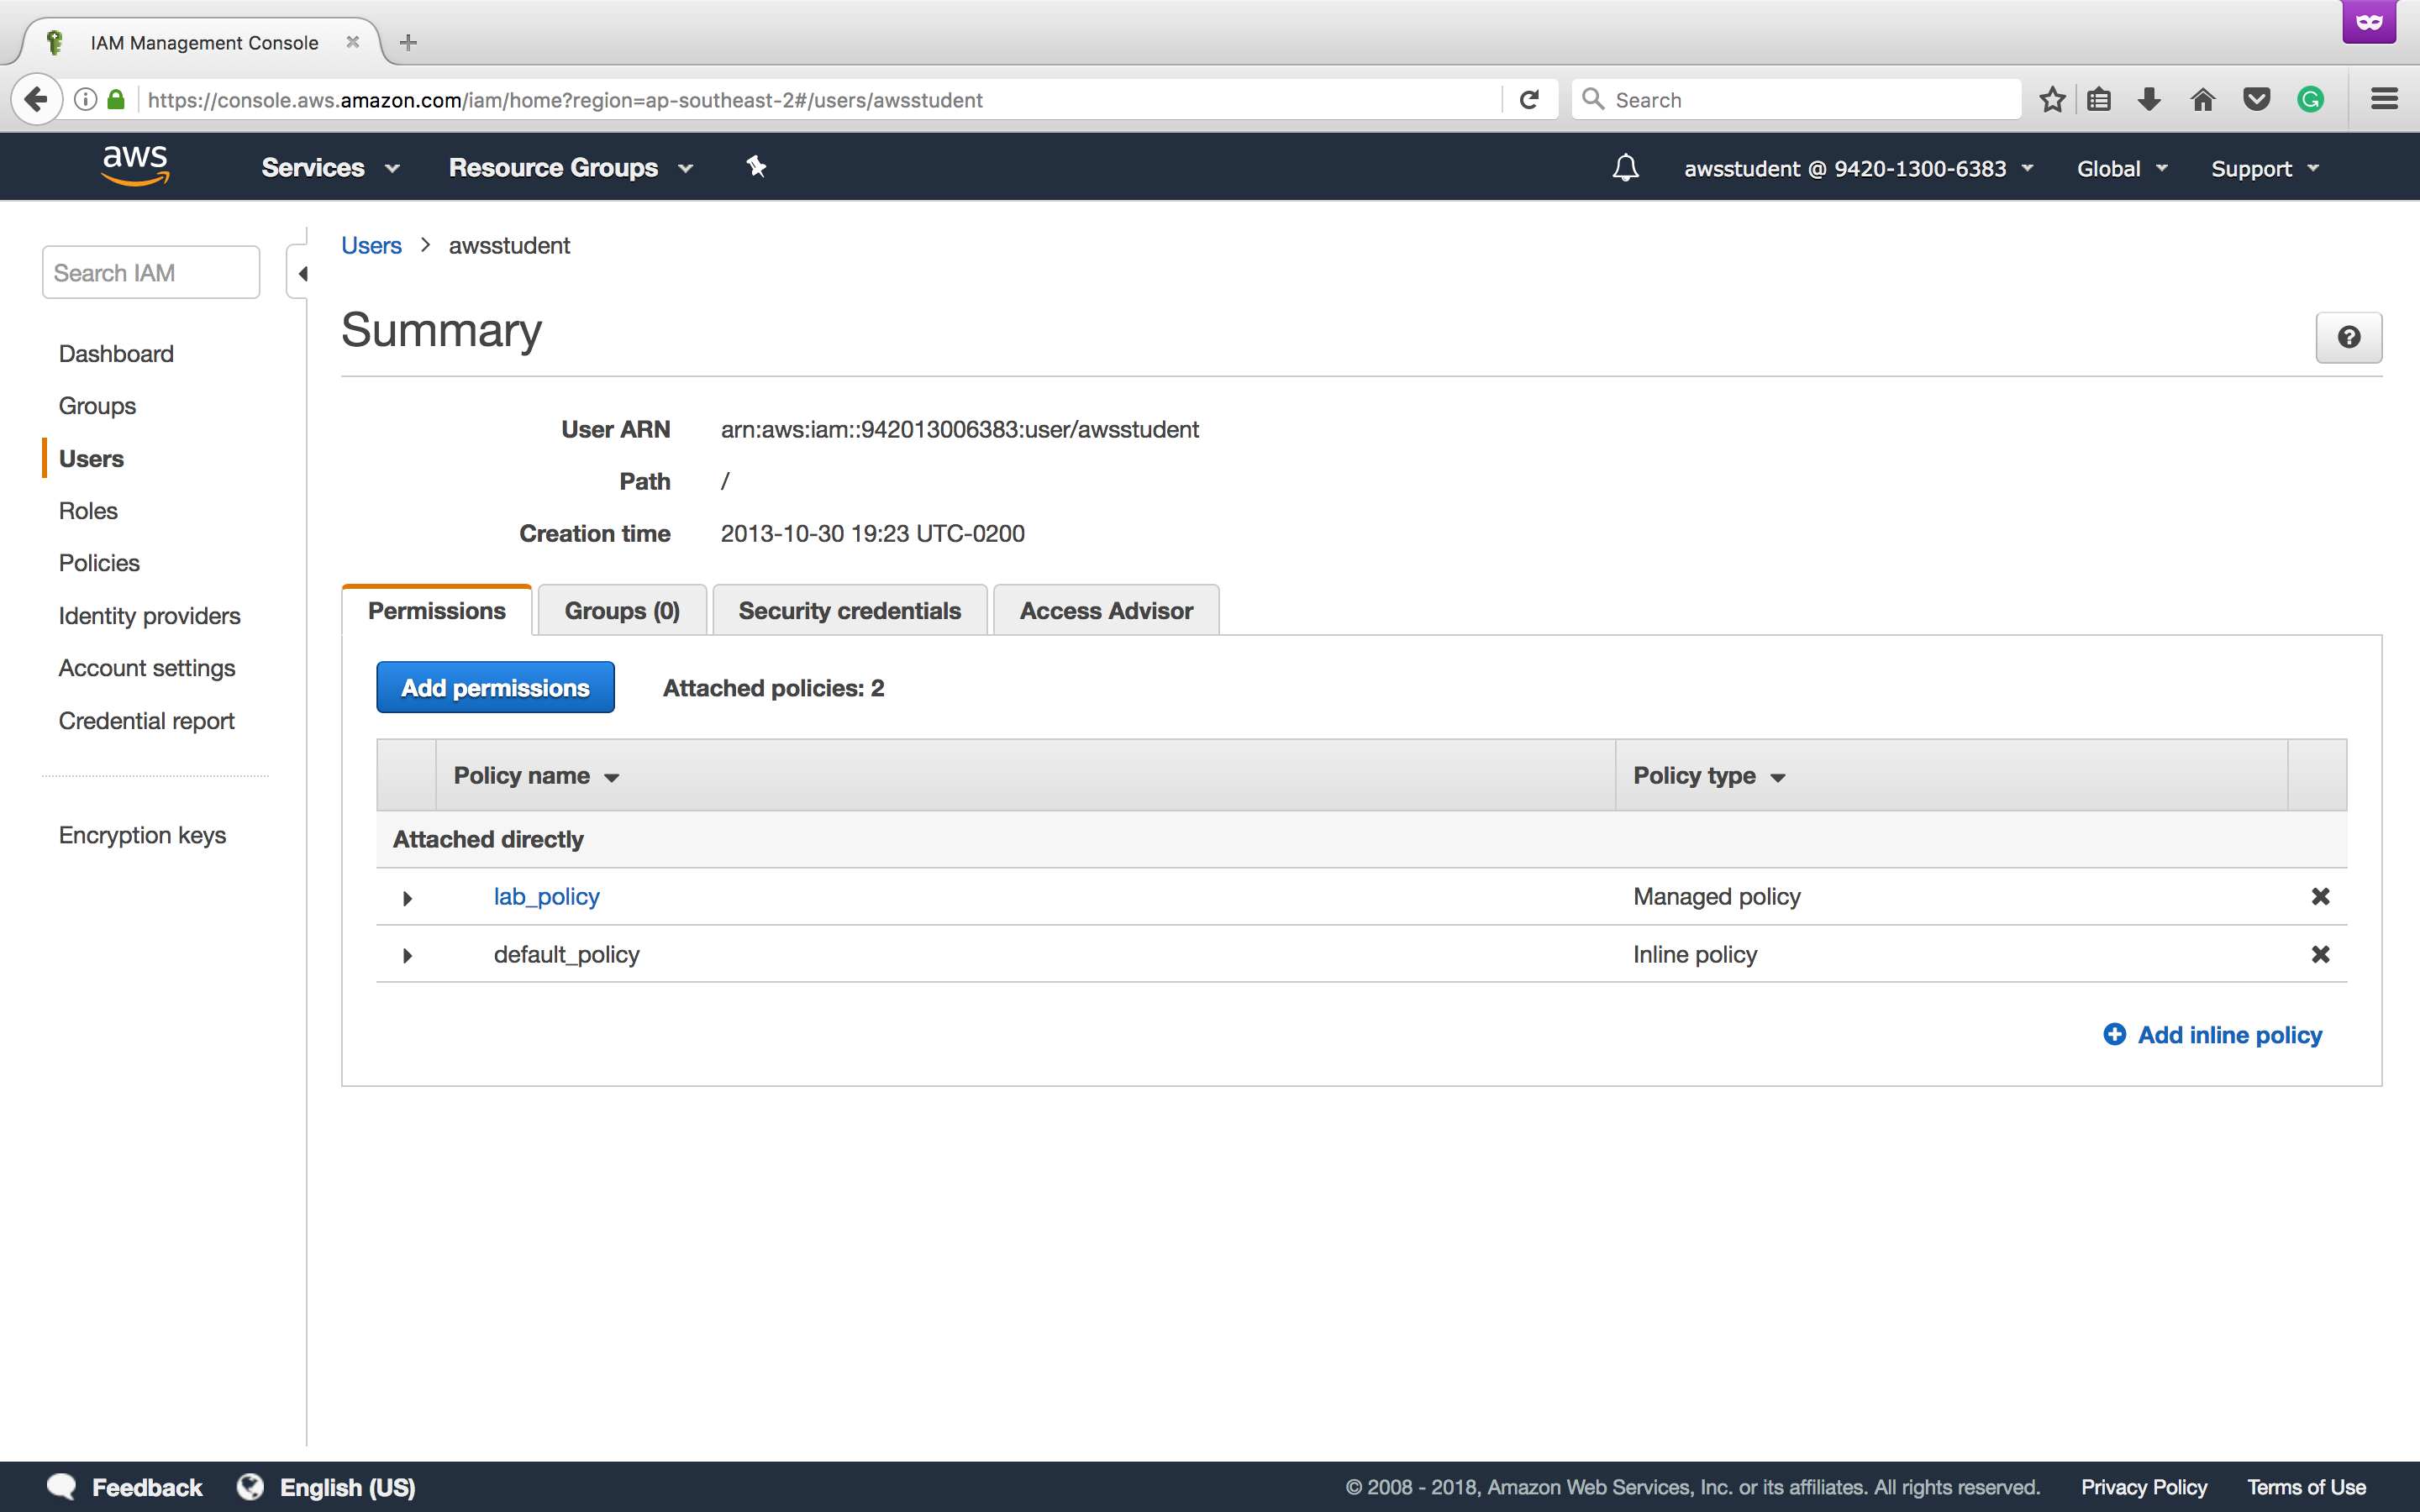 IAM Management Console
https://console.aws.amazon.com/iam/home?region=ap-southeast-2#/users/awsstudent
Search
aws
Services
Resource Groups
awsstudent @ 9420-1300-6383
Global
Support
Search IAM
Dashboard
Groups
Users
Roles
Policies
Identity providers
Account settings
Credential report
Encryption keys
Users > awsstudent
Summary
User ARN arn:aws:iam::942013006383:user/awsstudent
Path /
Creation time 2013-10-30 19:23 UTC-0200
Permissions
Groups (0)
Security credentials
Access Advisor
Add permissions
Attached policies: 2
Policy name
Policy type
Attached directly
lab_policy
Managed policy
default_policy
Inline policy
Add inline policy
Feedback
English (US)
© 2008 - 2018, Amazon Web Services, Inc. or its affiliates. All rights reserved.
Privacy Policy
Terms of Use